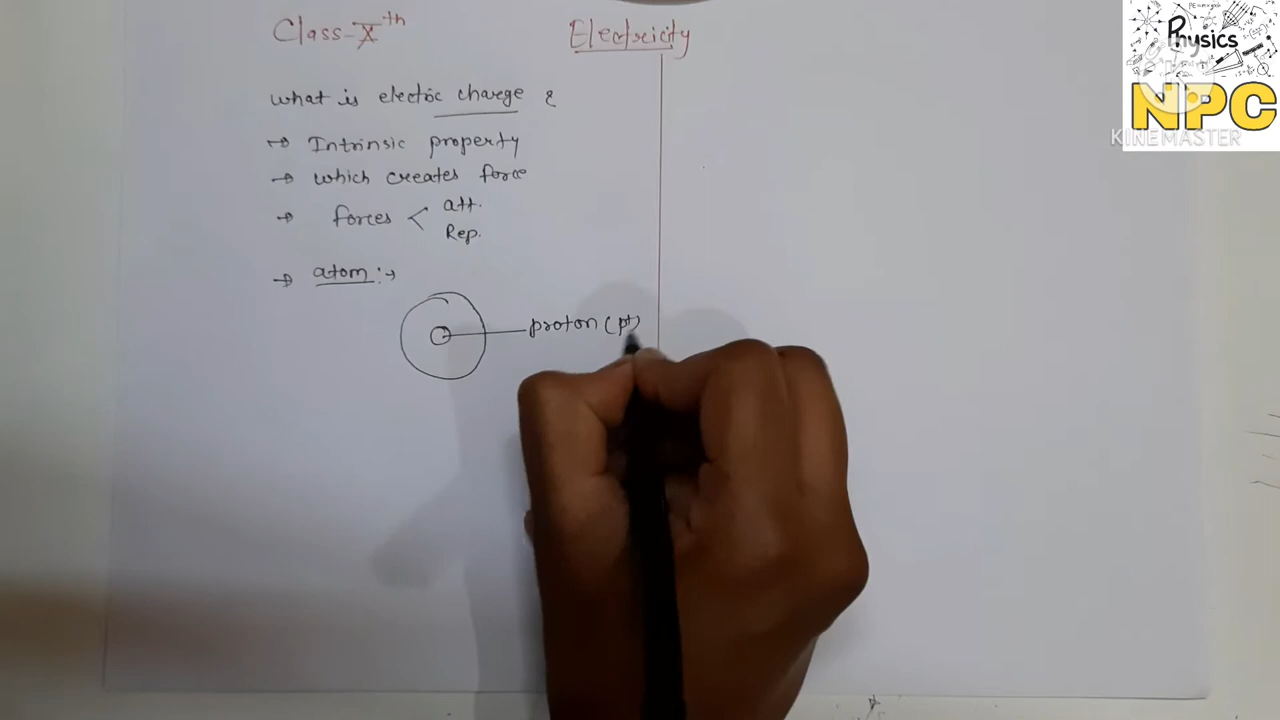 Class-Xth
Electricity
what is electric charge ?
→ Intrinsic property
→ which creates force
→ forces < att.
Rep.
→ atom :→
proton (p+)
Physics
NPC
KINEMASTER